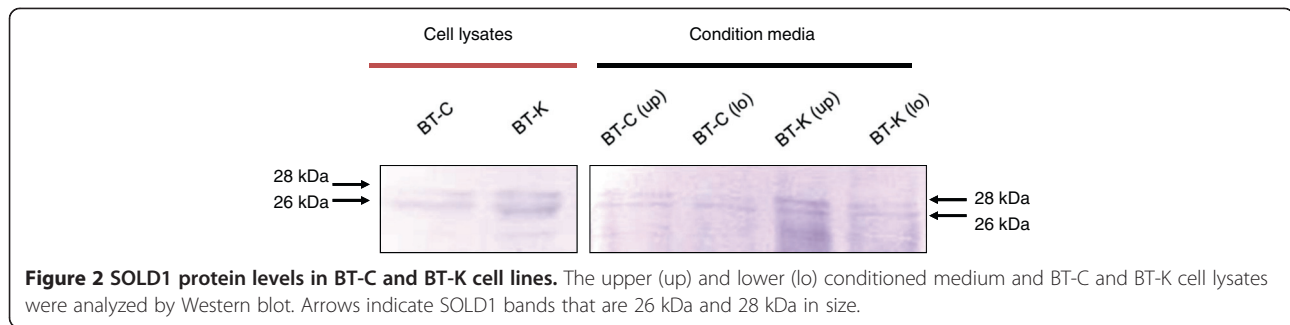 Cell lysates
Condition media
BT-C
BT-K
BT-C (up)
BT-C (lo)
BT-K (up)
BT-K (lo)
28 kDa
26 kDa
28 kDa
26 kDa
Figure 2 SOLD1 protein levels in BT-C and BT-K cell lines. The upper (up) and lower (lo) conditioned medium and BT-C and BT-K cell lysates
were analyzed by Western blot. Arrows indicate SOLD1 bands that are 26 kDa and 28 kDa in size.